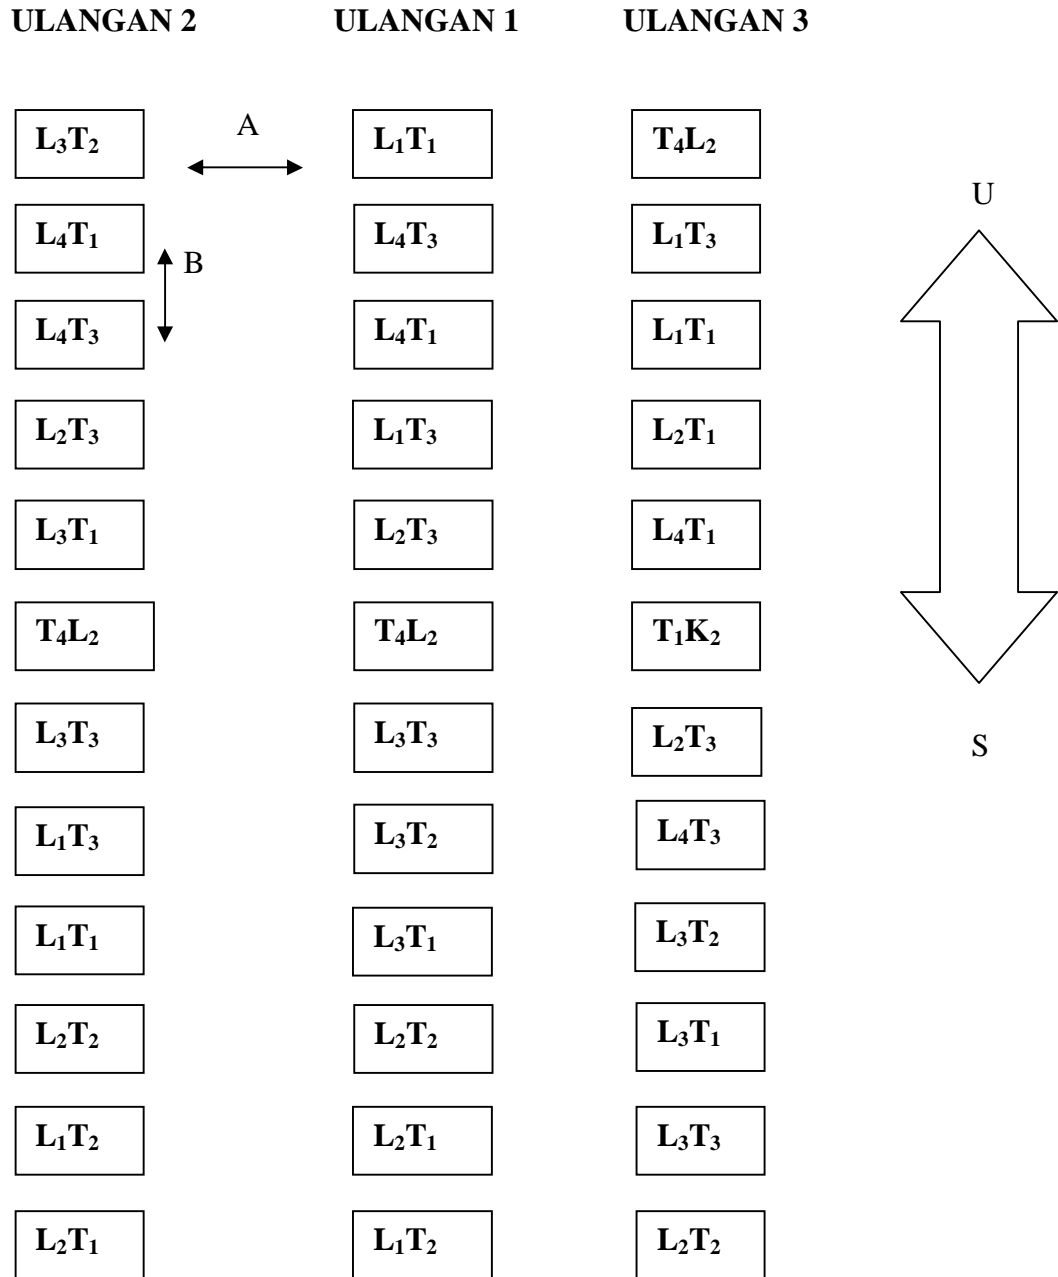 ULANGAN 2 ULANGAN 1 ULANGAN 3
L₃T₂ A L₁T₁ T₄L₂
U
L₄T₁ L₄T₃ L₁T₃
B
L₄T₃ L₄T₁ L₁T₁
L₂T₃ L₁T₃ L₂T₁
L₃T₁ L₂T₃ L₄T₁
T₄L₂ T₄L₂ T₁K₂
L₃T₃ L₃T₃ L₂T₃
S
L₁T₃ L₃T₂ L₄T₃
L₁T₁ L₃T₁ L₃T₂
L₂T₂ L₂T₂ L₃T₁
L₁T₂ L₂T₁ L₃T₃
L₂T₁ L₁T₂ L₂T₂